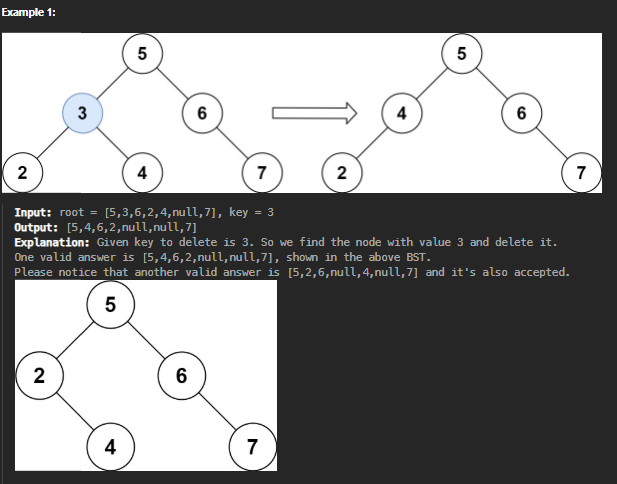 Example 1:
5 5
3 6 4 6
2 4 7 2 7
Input: root = [5,3,6,2,4,null,7], key = 3
Output: [5,4,6,2,null,null,7]
Explanation: Given key to delete is 3. So we find the node with value 3 and delete it.
One valid answer is [5,4,6,2,null,null,7], shown in the above BST.
Please notice that another valid answer is [5,2,6,null,4,null,7] and it's also accepted.
5
2 6
4 7